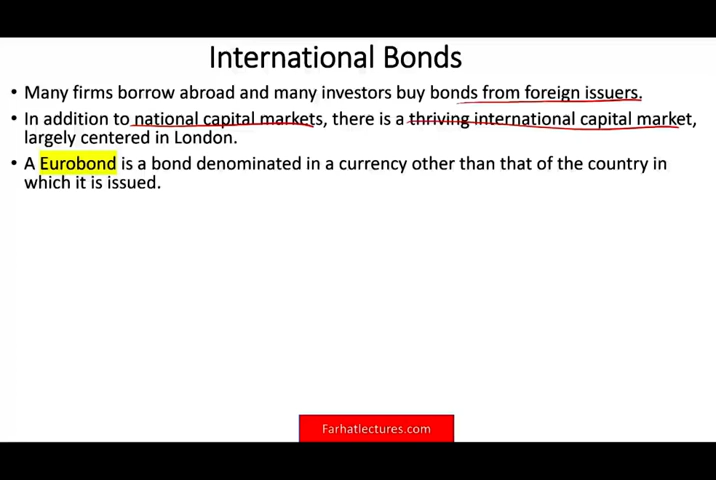 International Bonds
• Many firms borrow abroad and many investors buy bonds from foreign issuers.
• In addition to national capital markets, there is a thriving international capital market,
largely centered in London.
• A Eurobond is a bond denominated in a currency other than that of the country in
which it is issued.
Farhatlectures.com